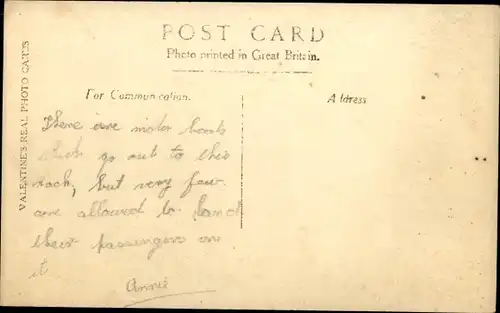 POST CARD
Photo printed in Great Britain.
VALENTINE'S REAL PHOTO CARDS
For Communication.
Address
There are motor boats
which go out to this
rock, but very few
are allowed to land
their passengers on
it
Annie